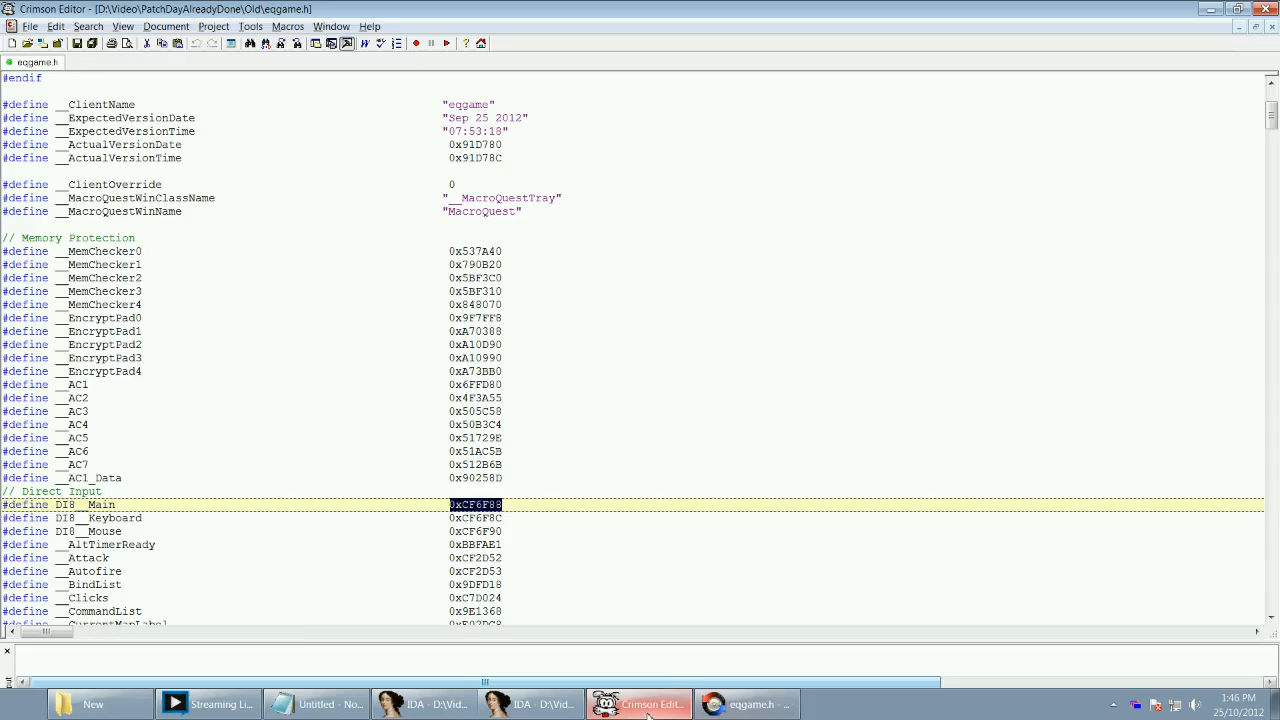 Crimson Editor - [D:\Video\PatchDayAlreadyDone\Old\eqgame.h]
File Edit Search View Document Project Tools Macros Window Help
eqgame.h
#endif
#define __ClientName "eqgame"
#define __ExpectedVersionDate "Sep 25 2012"
#define __ExpectedVersionTime "07:53:18"
#define __ActualVersionDate 0x91D780
#define __ActualVersionTime 0x91D78C
#define __ClientOverride 0
#define __MacroQuestWinClassName "__MacroQuestTray"
#define __MacroQuestWinName "MacroQuest"
// Memory Protection
#define __MemChecker0 0x537A40
#define __MemChecker1 0x790B20
#define __MemChecker2 0x5BF3C0
#define __MemChecker3 0x5BF310
#define __MemChecker4 0x848070
#define __EncryptPad0 0x9F7FF8
#define __EncryptPad1 0xA70388
#define __EncryptPad2 0xA10D90
#define __EncryptPad3 0xA10990
#define __EncryptPad4 0xA73BB0
#define __AC1 0x6FFD80
#define __AC2 0x4F3A55
#define __AC3 0x505C58
#define __AC4 0x50B3C4
#define __AC5 0x51729E
#define __AC6 0x51AC5B
#define __AC7 0x512B6B
#define __AC1_Data 0x90258D
// Direct Input
#define DI8__Main 0xCF6F88
#define DI8__Keyboard 0xCF6F8C
#define DI8__Mouse 0xCF6F90
#define __AltTimerReady 0xBBFAE1
#define __Attack 0xCF2D52
#define __Autofire 0xCF2D53
#define __BindList 0x9DFD18
#define __Clicks 0xC7D024
#define __CommandList 0x9E1368
#define __CurrentMapLabel
New Streaming Li... Untitled - No... IDA - D:\Vid... IDA - D:\Vid... Crimson Edit... eqgame.h - ...
1:46 PM
25/10/2012